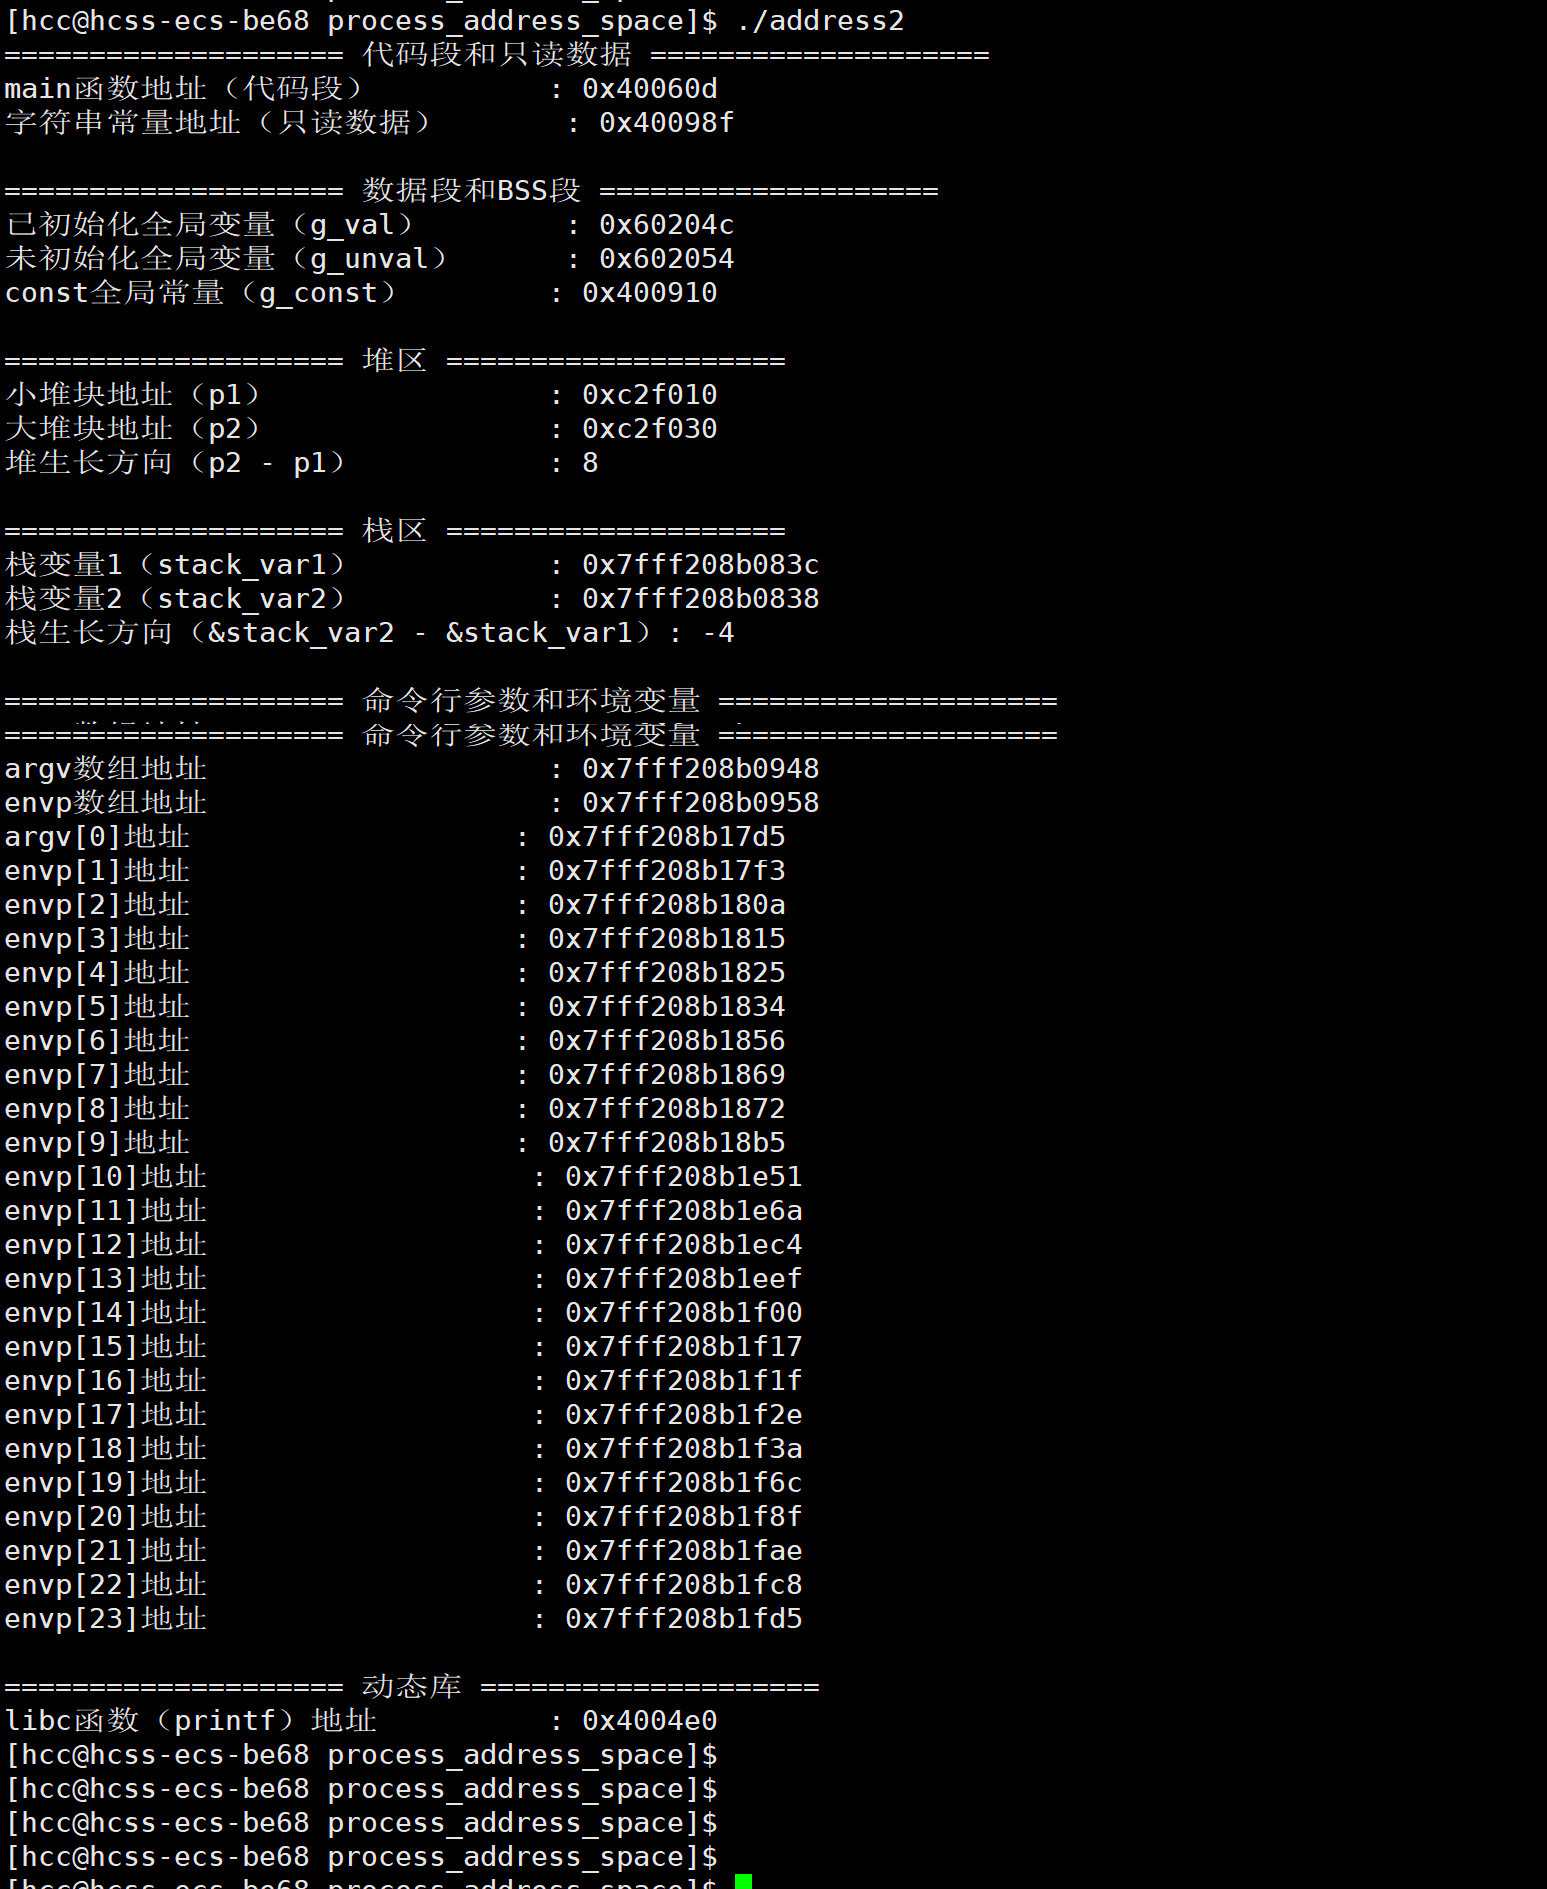 [hcc@hcss-ecs-be68 process_address_space]$ ./address2
==================== 代码段和只读数据 ====================
main函数地址（代码段）           : 0x40060d
字符串常量地址（只读数据）        : 0x40098f
==================== 数据段和BSS段 ====================
已初始化全局变量（g_val）         : 0x60204c
未初始化全局变量（g_unval）       : 0x602054
const全局常量（g_const）         : 0x400910
==================== 堆区 ====================
小堆块地址（p1）                 : 0xc2f010
大堆块地址（p2）                 : 0xc2f030
堆生长方向（p2 - p1）            : 8
==================== 栈区 ====================
栈变量1（stack_var1）            : 0x7fff208b083c
栈变量2（stack_var2）            : 0x7fff208b0838
栈生长方向（&stack_var2 - &stack_var1）: -4
==================== 命令行参数和环境变量 ====================
==================== 命令行参数和环境变量 ====================
argv数组地址                    : 0x7fff208b0948
envp数组地址                    : 0x7fff208b0958
argv[0]地址                   : 0x7fff208b17d5
envp[1]地址                   : 0x7fff208b17f3
envp[2]地址                   : 0x7fff208b180a
envp[3]地址                   : 0x7fff208b1815
envp[4]地址                   : 0x7fff208b1825
envp[5]地址                   : 0x7fff208b1834
envp[6]地址                   : 0x7fff208b1856
envp[7]地址                   : 0x7fff208b1869
envp[8]地址                   : 0x7fff208b1872
envp[9]地址                   : 0x7fff208b18b5
envp[10]地址                   : 0x7fff208b1e51
envp[11]地址                   : 0x7fff208b1e6a
envp[12]地址                   : 0x7fff208b1ec4
envp[13]地址                   : 0x7fff208b1eef
envp[14]地址                   : 0x7fff208b1f00
envp[15]地址                   : 0x7fff208b1f17
envp[16]地址                   : 0x7fff208b1f1f
envp[17]地址                   : 0x7fff208b1f2e
envp[18]地址                   : 0x7fff208b1f3a
envp[19]地址                   : 0x7fff208b1f6c
envp[20]地址                   : 0x7fff208b1f8f
envp[21]地址                   : 0x7fff208b1fae
envp[22]地址                   : 0x7fff208b1fc8
envp[23]地址                   : 0x7fff208b1fd5
==================== 动态库 ====================
libc函数（printf）地址          : 0x4004e0
[hcc@hcss-ecs-be68 process_address_space]$
[hcc@hcss-ecs-be68 process_address_space]$
[hcc@hcss-ecs-be68 process_address_space]$
[hcc@hcss-ecs-be68 process_address_space]$
[hcc@hcss-ecs-be68 process_address_space]$